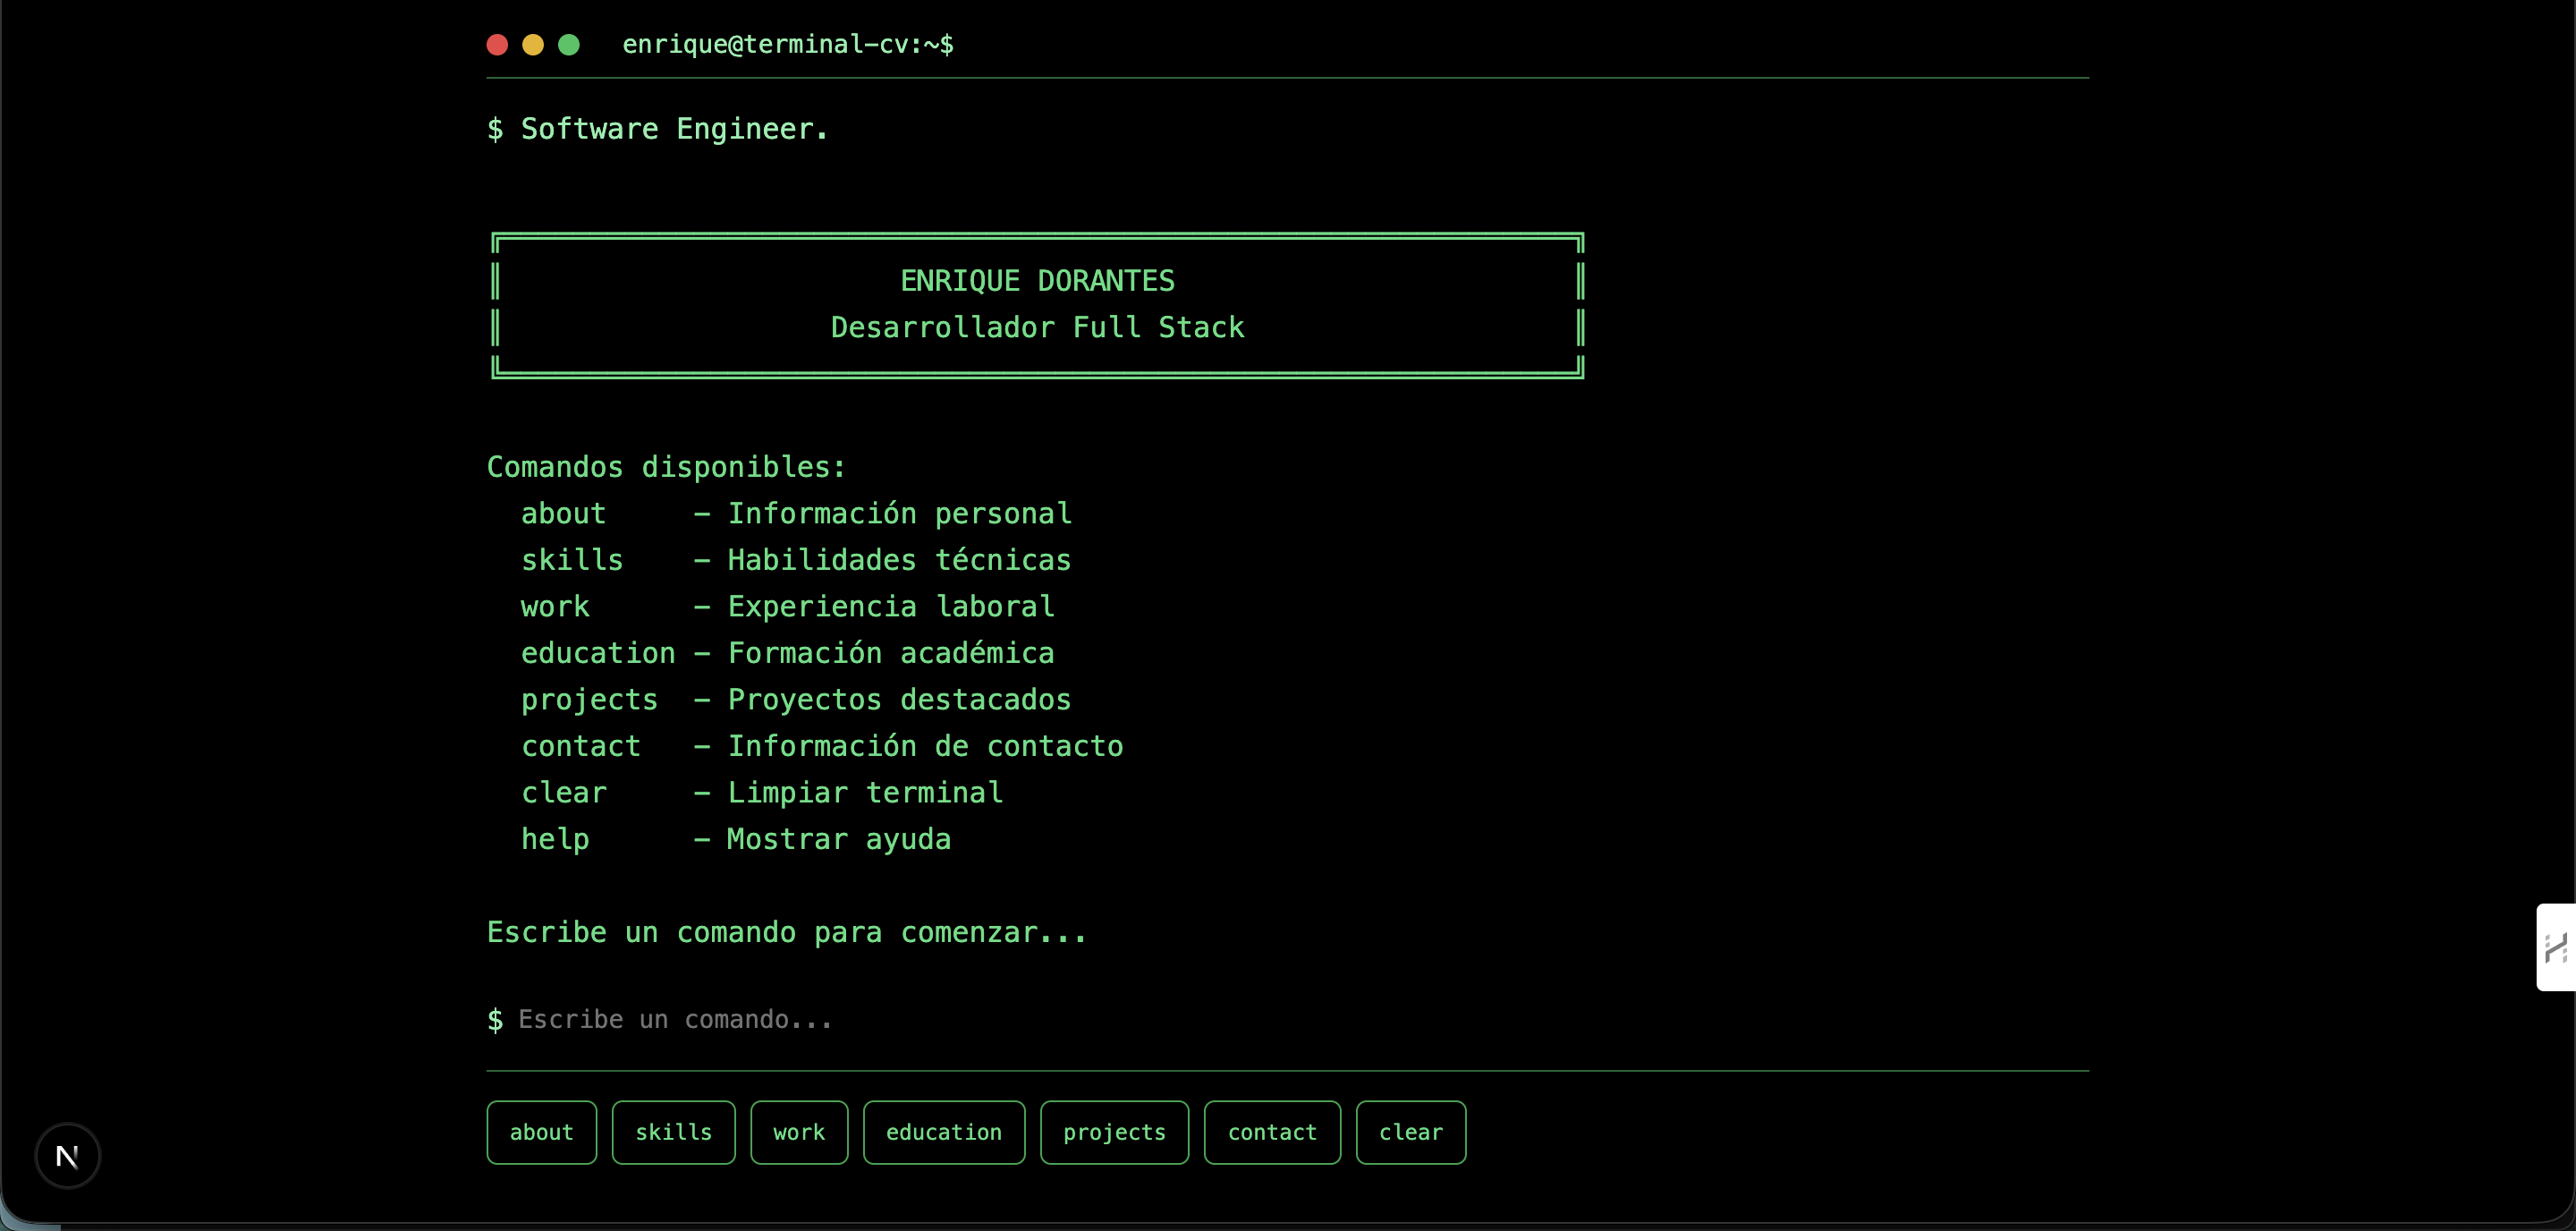 enrique@terminal-cv:~$
$ Software Engineer.
ENRIQUE DORANTES
Desarrollador Full Stack
Comandos disponibles:
about - Información personal
skills - Habilidades técnicas
work - Experiencia laboral
education - Formación académica
projects - Proyectos destacados
contact - Información de contacto
clear - Limpiar terminal
help - Mostrar ayuda
Escribe un comando para comenzar...
$ Escribe un comando...
about skills work education projects contact clear
N